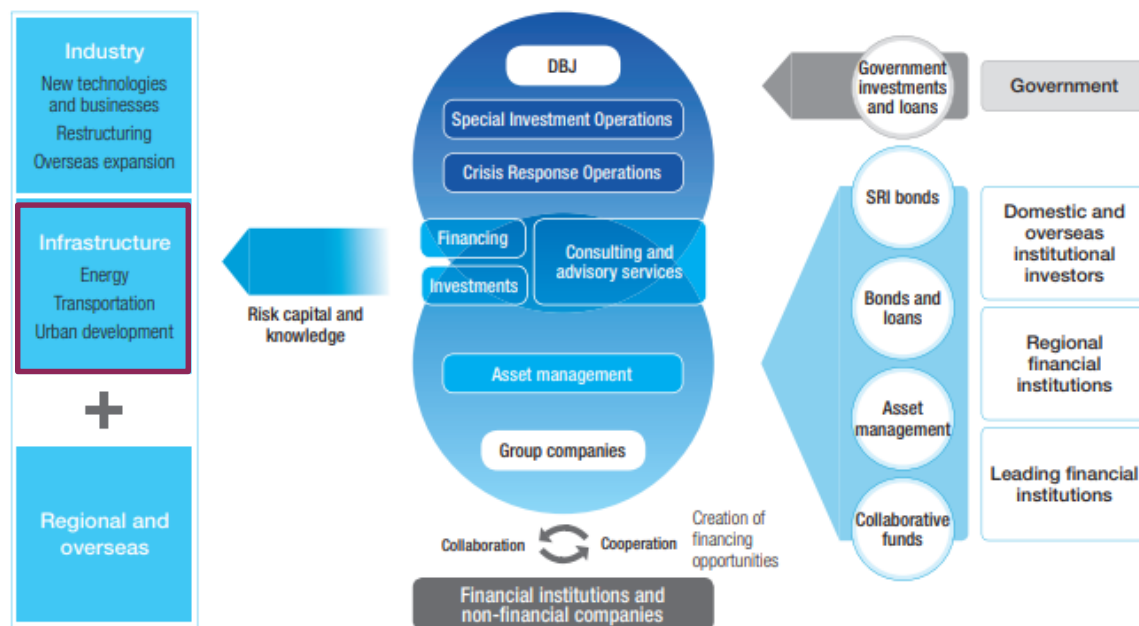 Industry
New technologies
and businesses
Restructuring
Overseas expansion
Infrastructure
Energy
Transportation
Urban development
Regional and
overseas
Risk capital and
knowledge
DBJ
Special Investment Operations
Crisis Response Operations
Financing
Investments
Consulting and
advisory services
Asset management
Group companies
Collaboration
Cooperation
Creation of
financing
opportunities
Financial institutions and
non-financial companies
Government
investments
and loans
Government
SRI bonds
Bonds and
loans
Asset
management
Collaborative
funds
Domestic and
overseas
institutional
investors
Regional
financial
institutions
Leading financial
institutions